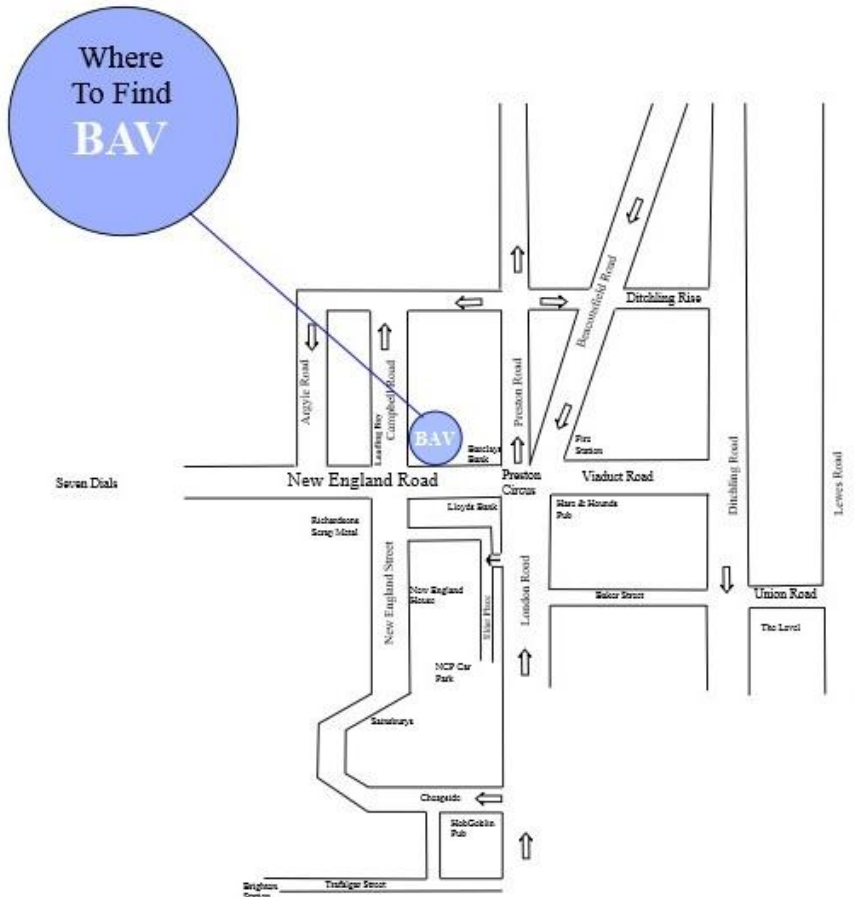 Where
To Find
BAV
Beaconsfield Road
Ditchling Rise
Argyle Road
Loading Bay
Campbell Road
Preston Road
BAV
Barclays
Bank
Fire
Station
Seven Dials
New England Road
Preston
Circus
Viaduct Road
Ditchling Road
Lewes Road
Richardsons
Scrap Metal
Lloyds Bank
Hare & Hounds
Pub
New England Street
New England
House
Elder Place
London Road
Baker Street
Union Road
The Level
NCP Car
Park
Sainsburys
Cheapside
HobGoblin
Pub
Brighton
Trafalgar Street